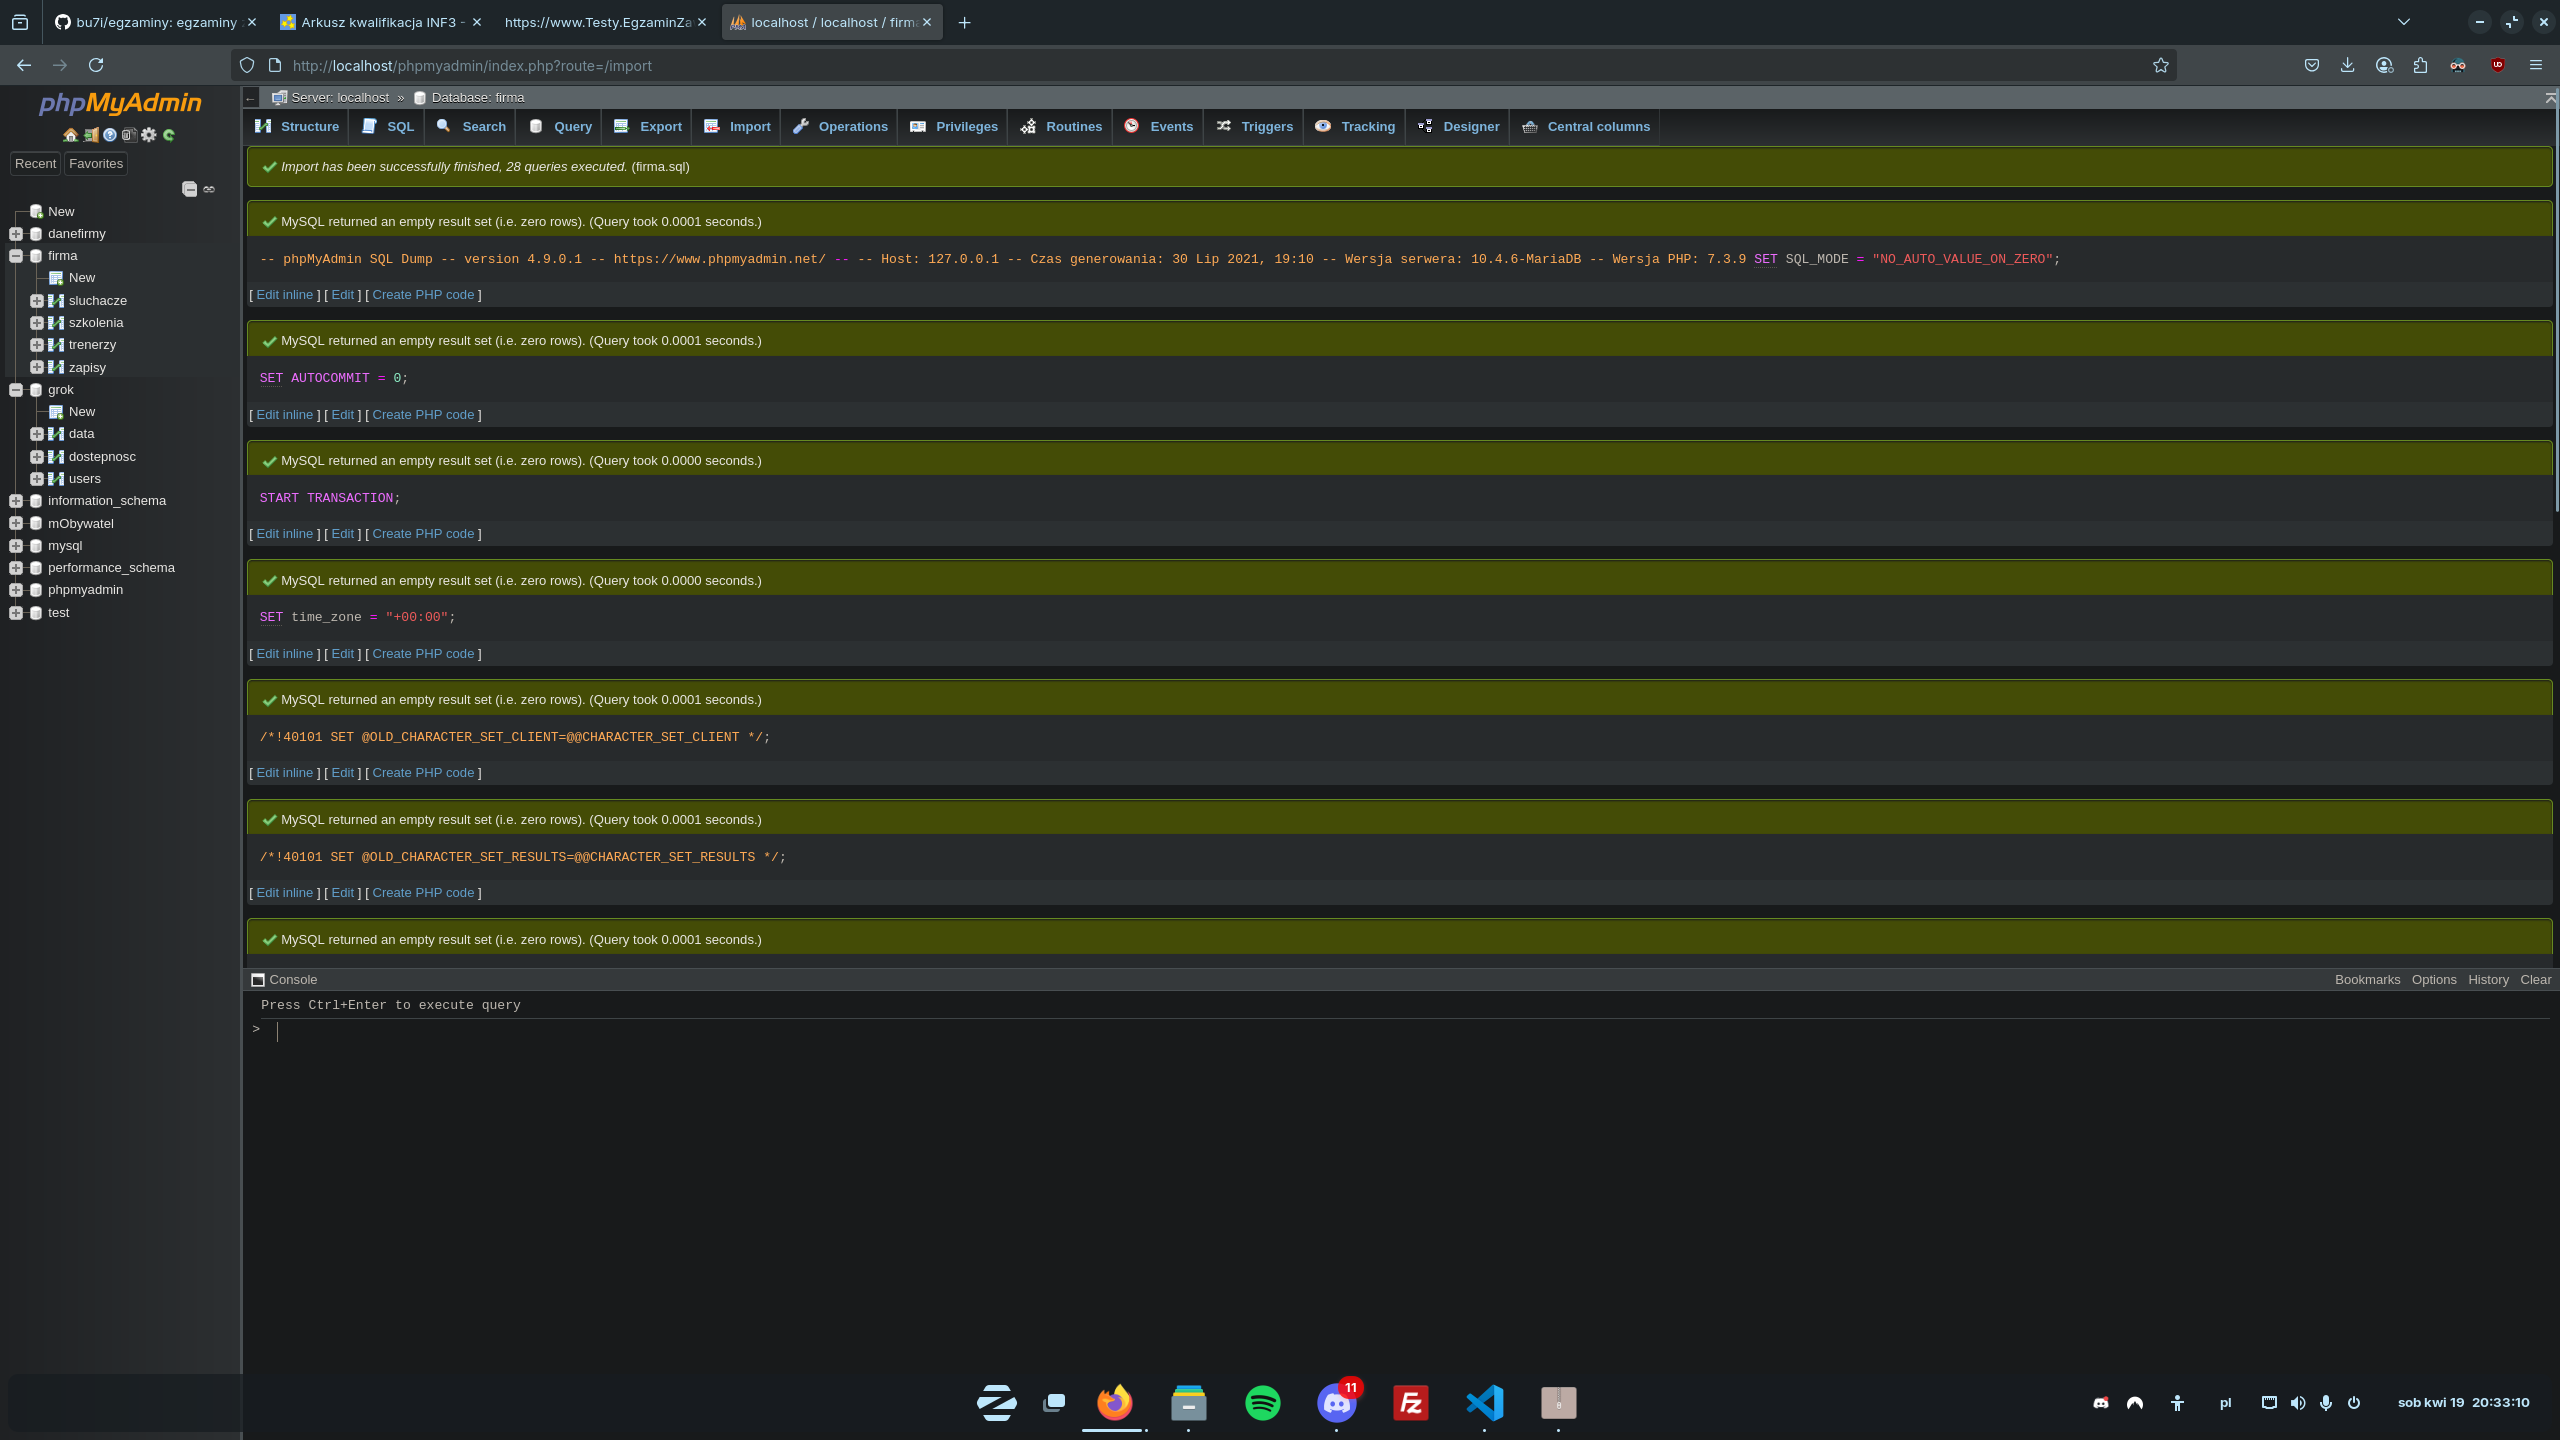 bu7i/egzaminy: egzaminy
Arkusz kwalifikacja INF3 -
https://www.Testy.EgzaminZa
localhost / localhost / firma
http://localhost/phpmyadmin/index.php?route=/import
phpMyAdmin
Recent Favorites
New
danefirmy
firma
New
sluchacze
szkolenia
trenerzy
zapisy
grok
New
data
dostepnosc
users
information_schema
mObywatel
mysql
performance_schema
phpmyadmin
test
Server: localhost » Database: firma
Structure SQL Search Query Export Import Operations Privileges Routines Events Triggers Tracking Designer Central columns
Import has been successfully finished, 28 queries executed. (firma.sql)
MySQL returned an empty result set (i.e. zero rows). (Query took 0.0001 seconds.)
-- phpMyAdmin SQL Dump -- version 4.9.0.1 -- https://www.phpmyadmin.net/ -- -- Host: 127.0.0.1 -- Czas generowania: 30 Lip 2021, 19:10 -- Wersja serwera: 10.4.6-MariaDB -- Wersja PHP: 7.3.9 SET SQL_MODE = "NO_AUTO_VALUE_ON_ZERO";
[ Edit inline ] [ Edit ] [ Create PHP code ]
MySQL returned an empty result set (i.e. zero rows). (Query took 0.0001 seconds.)
SET AUTOCOMMIT = 0;
[ Edit inline ] [ Edit ] [ Create PHP code ]
MySQL returned an empty result set (i.e. zero rows). (Query took 0.0000 seconds.)
START TRANSACTION;
[ Edit inline ] [ Edit ] [ Create PHP code ]
MySQL returned an empty result set (i.e. zero rows). (Query took 0.0000 seconds.)
SET time_zone = "+00:00";
[ Edit inline ] [ Edit ] [ Create PHP code ]
MySQL returned an empty result set (i.e. zero rows). (Query took 0.0001 seconds.)
/*!40101 SET @OLD_CHARACTER_SET_CLIENT=@@CHARACTER_SET_CLIENT */;
[ Edit inline ] [ Edit ] [ Create PHP code ]
MySQL returned an empty result set (i.e. zero rows). (Query took 0.0001 seconds.)
/*!40101 SET @OLD_CHARACTER_SET_RESULTS=@@CHARACTER_SET_RESULTS */;
[ Edit inline ] [ Edit ] [ Create PHP code ]
MySQL returned an empty result set (i.e. zero rows). (Query took 0.0001 seconds.)
Console Bookmarks Options History Clear
Press Ctrl+Enter to execute query
>
11
pl
sob kwi 19 20:33:10